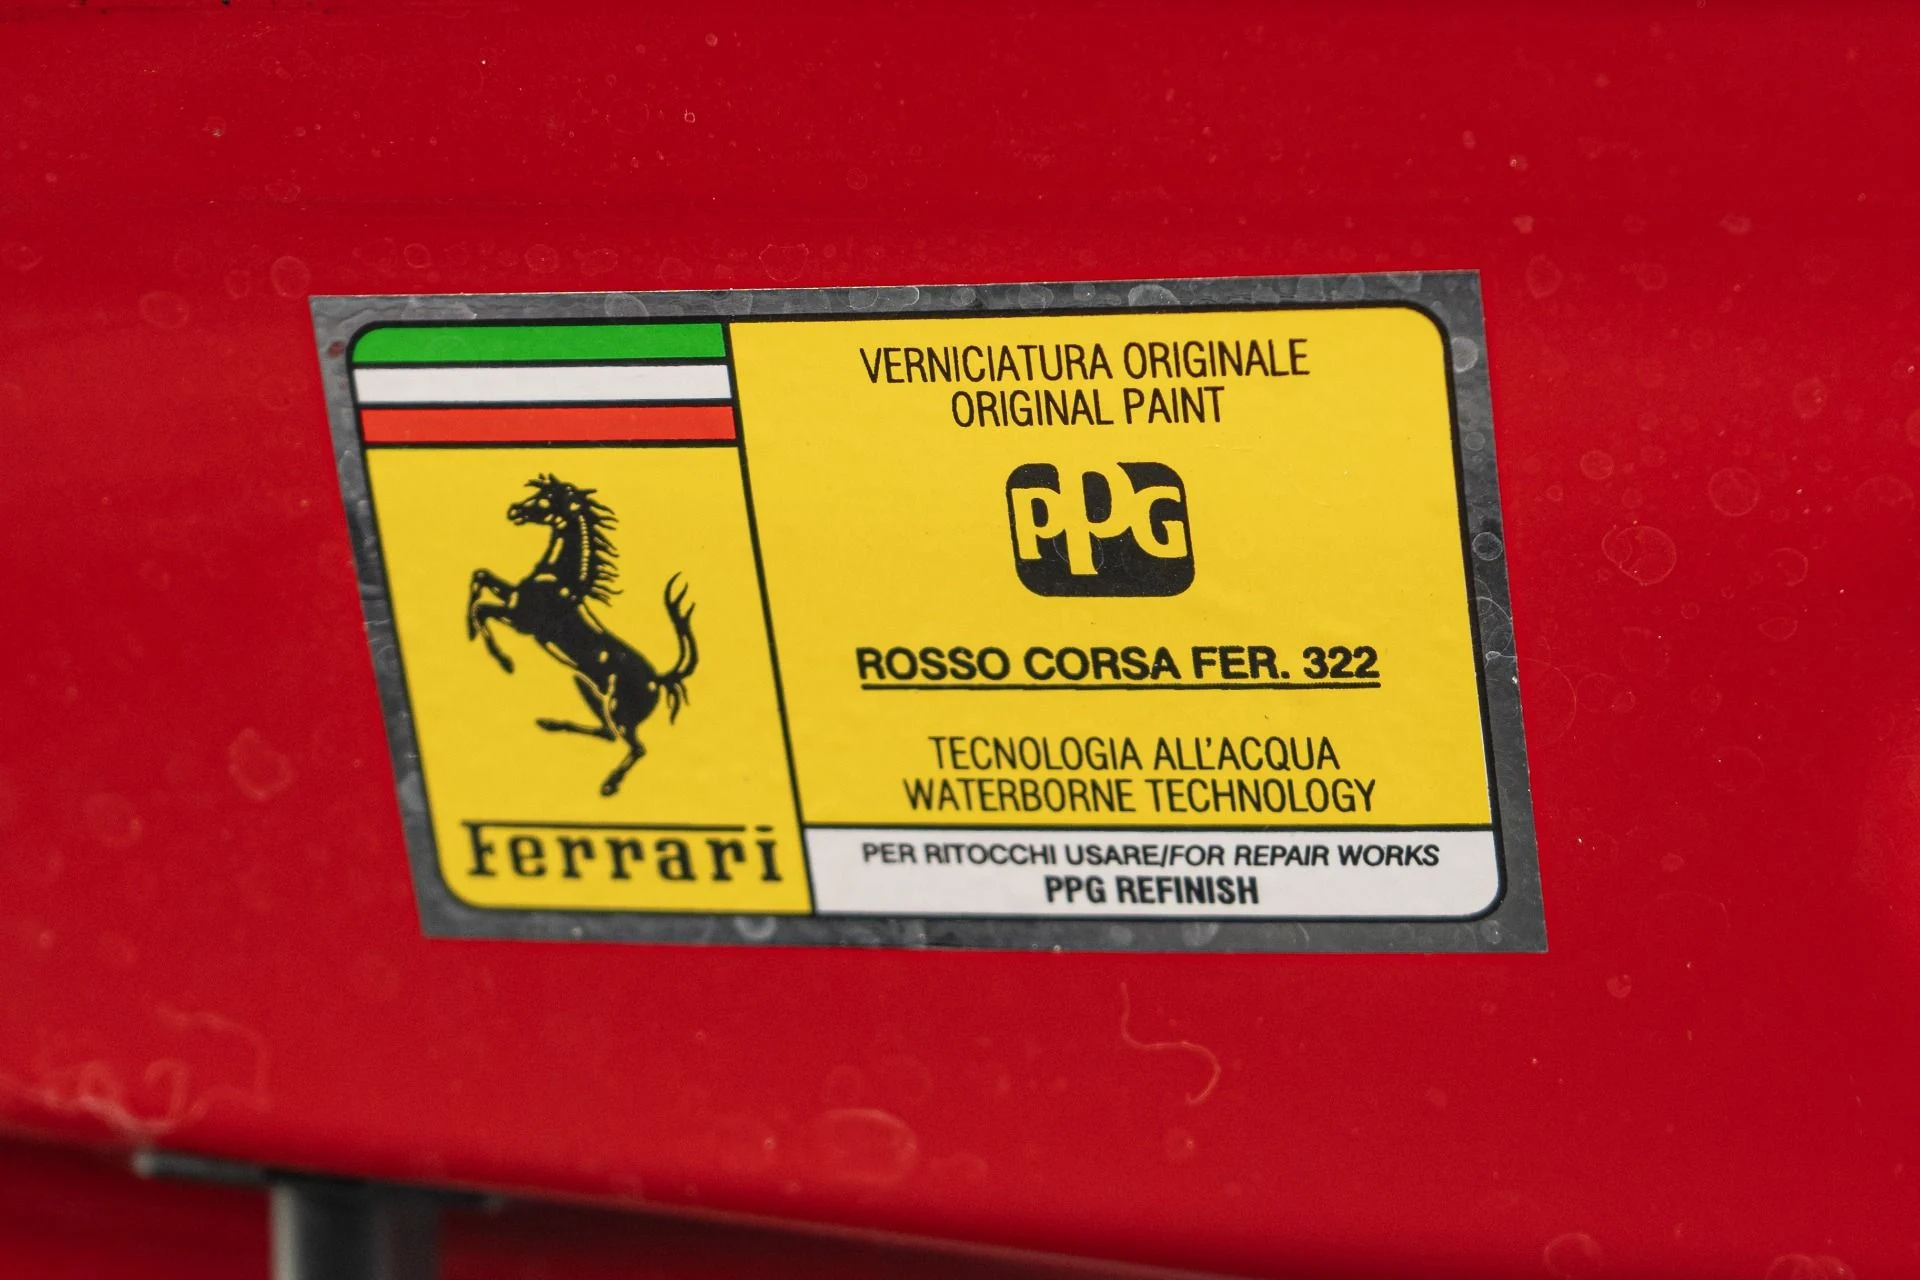 Ferrari
VERNICIATURA ORIGINALE
ORIGINAL PAINT
PPG
ROSSO CORSA FER. 322
TECNOLOGIA ALL'ACQUA
WATERBORNE TECHNOLOGY
PER RITOCCHI USARE/FOR REPAIR WORKS
PPG REFINISH